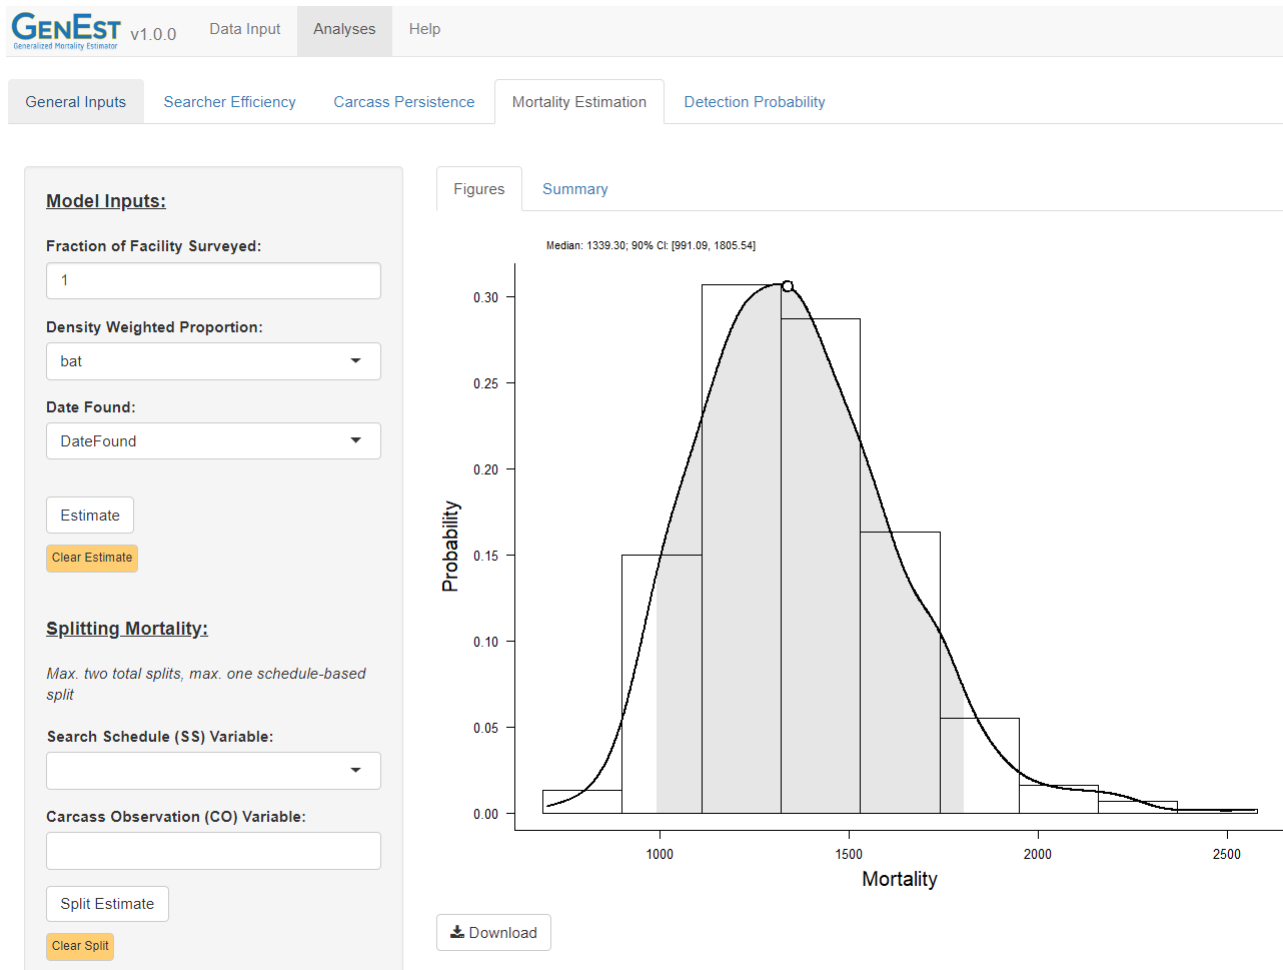 GENEST v1.0.0 Data Input Analyses Help
Generalized Mortality Estimator
General Inputs Searcher Efficiency Carcass Persistence Mortality Estimation Detection Probability
Model Inputs:
Fraction of Facility Surveyed:
1
Density Weighted Proportion:
bat
Date Found:
DateFound
Estimate
Clear Estimate
Splitting Mortality:
Max. two total splits, max. one schedule-based
split
Search Schedule (SS) Variable:
Carcass Observation (CO) Variable:
Split Estimate
Clear Split
Figures Summary
Median: 1339.30; 90% CI: [991.09, 1805.54]
Probability
0.30
0.25
0.20
0.15
0.10
0.05
0.00
1000 1500 2000 2500
Mortality
Download